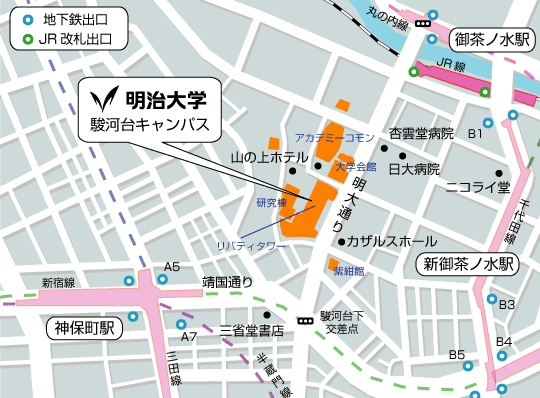 地下鉄出口
JR改札出口
丸の内線
御茶ノ水駅
JR線
明治大学
駿河台キャンパス
アカデミーコモン
杏雲堂病院
B1
山の上ホテル
大学会館
日大病院
ニコライ堂
研究棟
明大通り
千代田線
リバティタワー
カザルスホール
紫紺館
新御茶ノ水駅
新宿線
A5
靖国通り
B3
神保町駅
A7
三省堂書店
駿河台下
交差点
三田線
半蔵門線
B4
B5